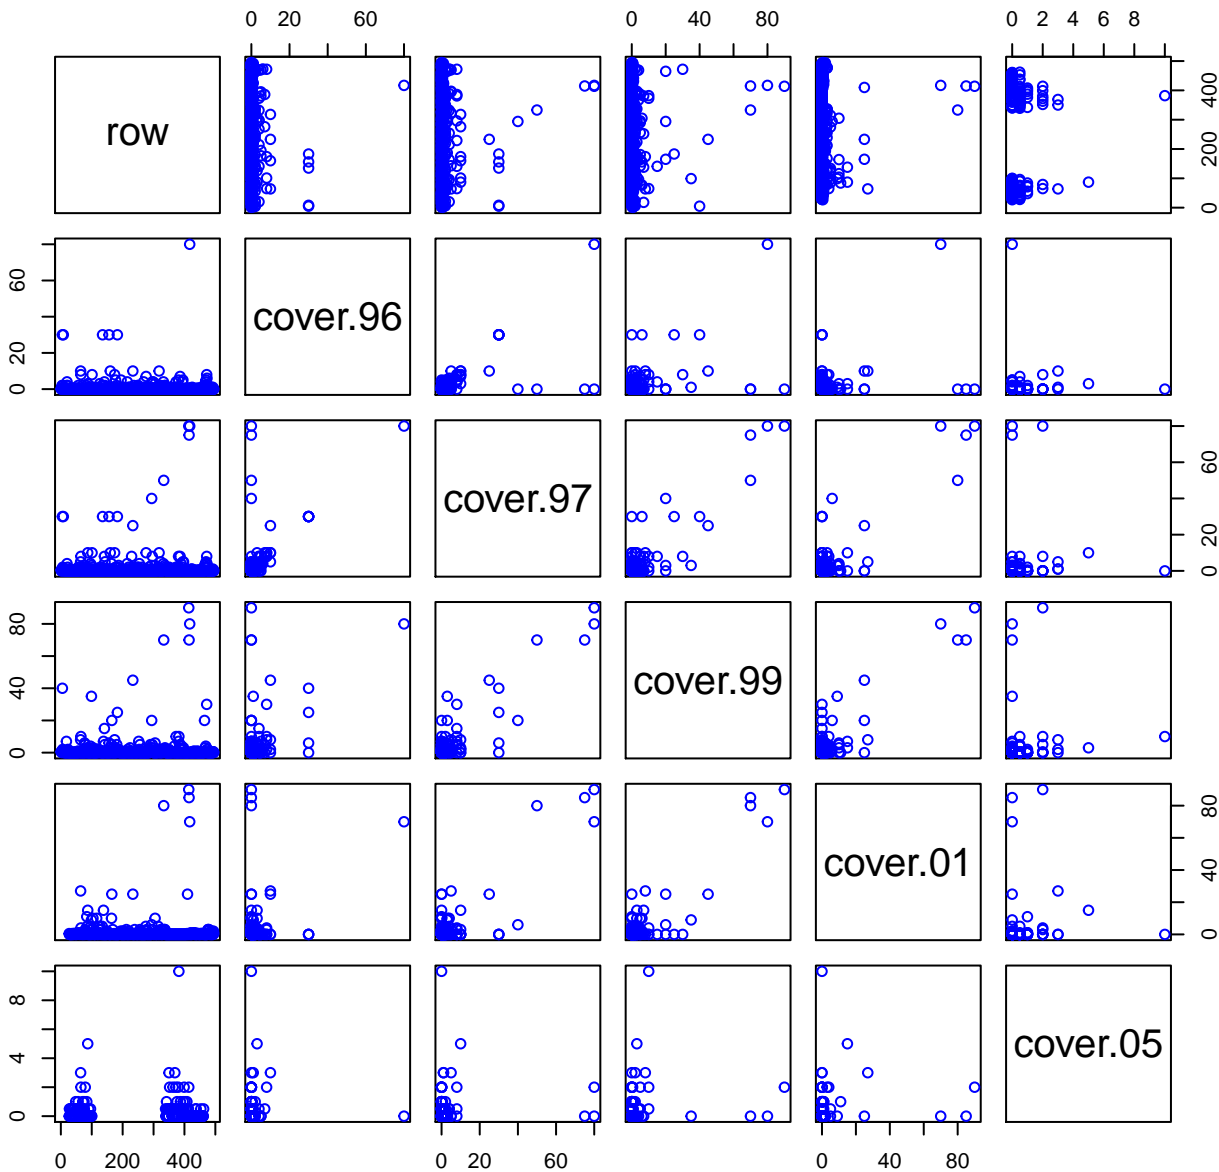 0 20 60 0 40 80 0 2 4 6 8
row 0 200 400
0 20 60 cover.96
cover.97 0 20 60
0 40 80 cover.99
cover.01 0 40 80
0 4 8 cover.05
0 200 400 0 20 60 0 40 80